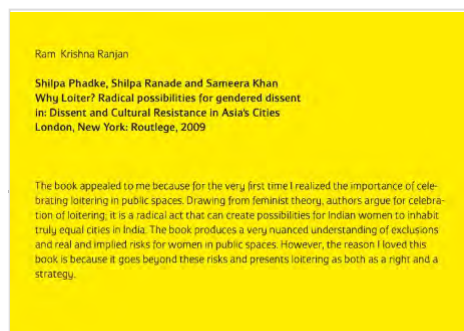 Ram Krishna Ranjan
Shilpa Phadke, Shilpa Ranade and Sameera Khan
Why Loiter? Radical possibilities for gendered dissent
in: Dissent and Cultural Resistance in Asia's Cities
London, New York: Routlege, 2009
The book appealed to me because for the very first time I realized the importance of cele-
brating loitering in public spaces. Drawing from feminist theory, authors argue for celebra-
tion of loitering, it is a radical act that can create possibilities for Indian women to inhabit
truly equal cities in India. The book produces a very nuanced understanding of exclusions
and real and implied risks for women in public spaces. However, the reason I loved this
book is because it goes beyond these risks and presents loitering as both as a right and a
strategy.